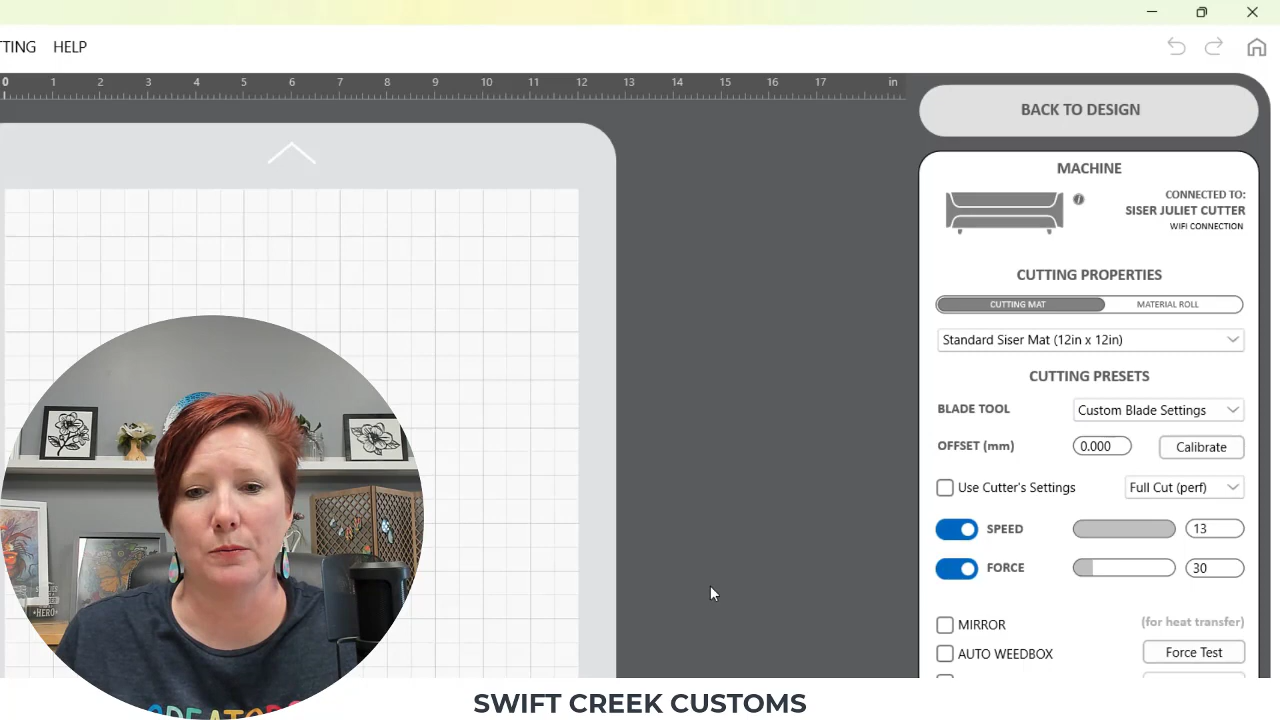 TTING HELP
0 1 2 3 4 5 6 7 8 9 10 11 12 13 14 15 16 17 in
BACK TO DESIGN
MACHINE
CONNECTED TO:
SISER JULIET CUTTER
WIFI CONNECTION
CUTTING PROPERTIES
CUTTING MAT MATERIAL ROLL
Standard Siser Mat (12in x 12in)
CUTTING PRESETS
BLADE TOOL Custom Blade Settings
OFFSET (mm) 0.000 Calibrate
Use Cutter's Settings Full Cut (perf)
SPEED 13
FORCE 30
MIRROR (for heat transfer)
AUTO WEEDBOX Force Test
HERO
SWIFT CREEK CUSTOMS